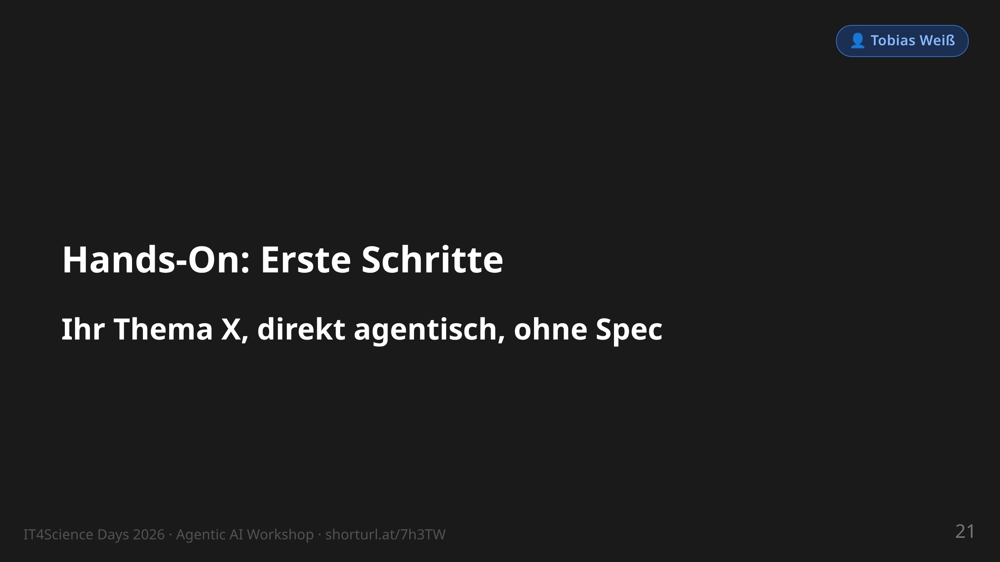 👤 Tobias Weiß
Hands-On: Erste Schritte
Ihr Thema X, direkt agentisch, ohne Spec
IT4Science Days 2026 · Agentic AI Workshop · shorturl.at/7h3TW
21